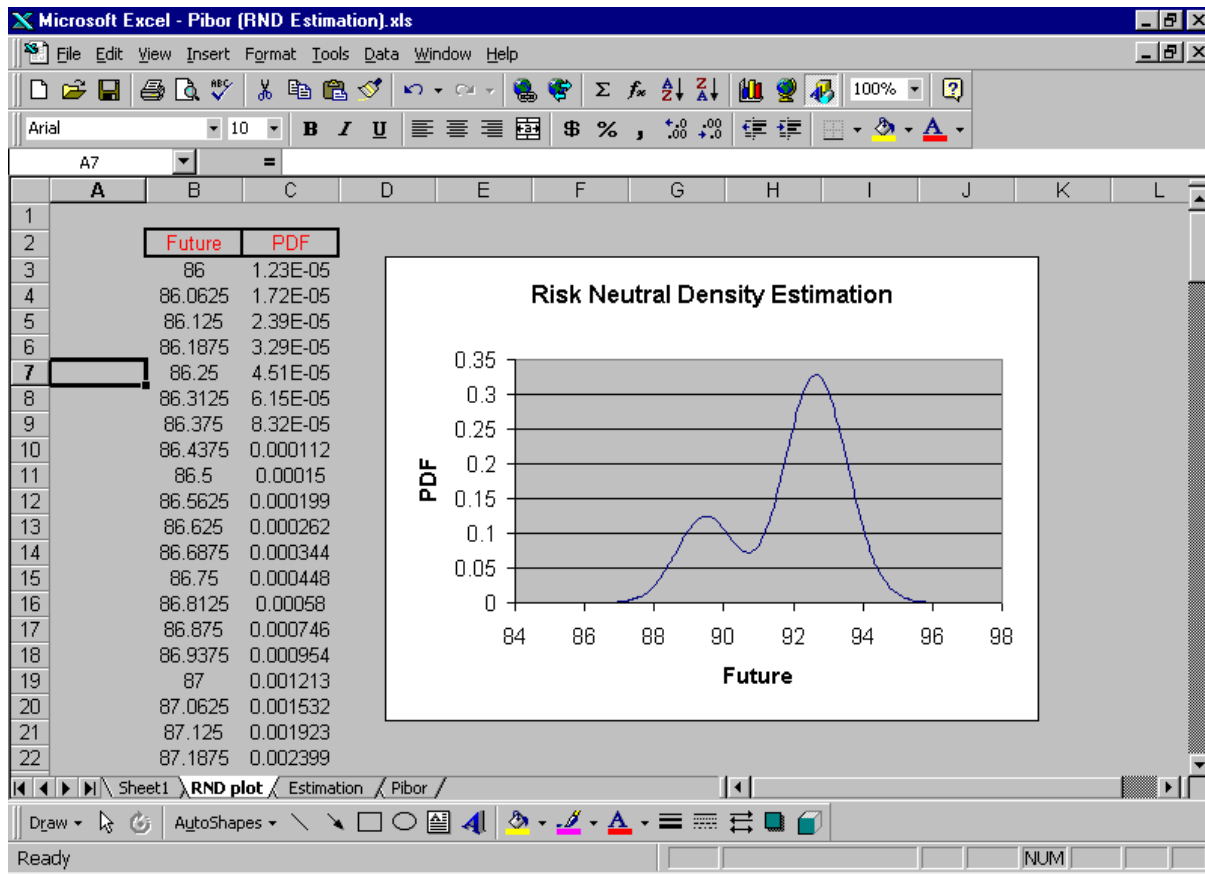 Microsoft Excel - Pibor (RND Estimation).xls
File Edit View Insert Format Tools Data Window Help
100%
Arial 10 B I U $ % ,
A7 =
A B C D E F G H I J K L
1
2 Future PDF
3 86 1.23E-05
4 86.0625 1.72E-05
5 86.125 2.39E-05
6 86.1875 3.29E-05
7 86.25 4.51E-05
8 86.3125 6.15E-05
9 86.375 8.32E-05
10 86.4375 0.000112
11 86.5 0.00015
12 86.5625 0.000199
13 86.625 0.000262
14 86.6875 0.000344
15 86.75 0.000448
16 86.8125 0.00058
17 86.875 0.000746
18 86.9375 0.000954
19 87 0.001213
20 87.0625 0.001532
21 87.125 0.001923
22 87.1875 0.002399
Risk Neutral Density Estimation
PDF
0.35
0.3
0.25
0.2
0.15
0.1
0.05
0
84 86 88 90 92 94 96 98
Future
Sheet1 RND plot Estimation Pibor
Draw AutoShapes
Ready NUM